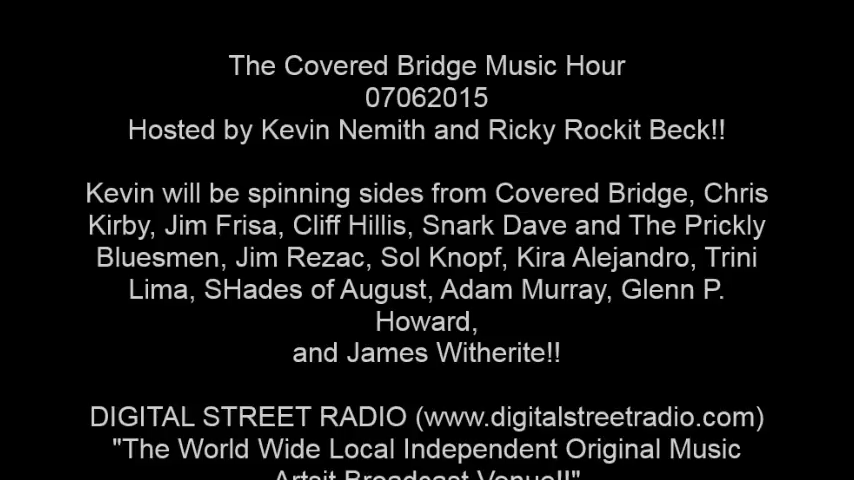 The Covered Bridge Music Hour
07062015
Hosted by Kevin Nemith and Ricky Rockit Beck!!
Kevin will be spinning sides from Covered Bridge, Chris
Kirby, Jim Frisa, Cliff Hillis, Snark Dave and The Prickly
Bluesmen, Jim Rezac, Sol Knopf, Kira Alejandro, Trini
Lima, SHades of August, Adam Murray, Glenn P.
Howard,
and James Witherite!!
DIGITAL STREET RADIO (www.digitalstreetradio.com)
"The World Wide Local Independent Original Music
Artsit Broadcast Venue!!"